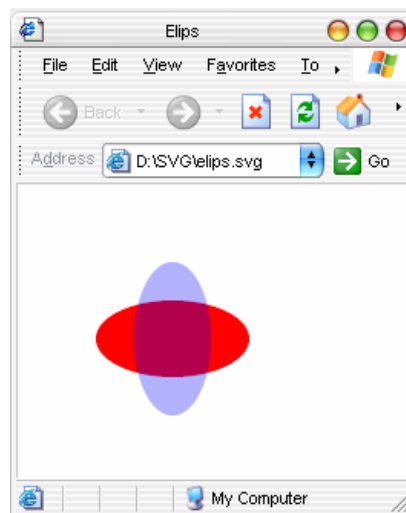 Elips
File Edit View Favorites To
Back
Address D:\SVG\elips.svg Go
My Computer